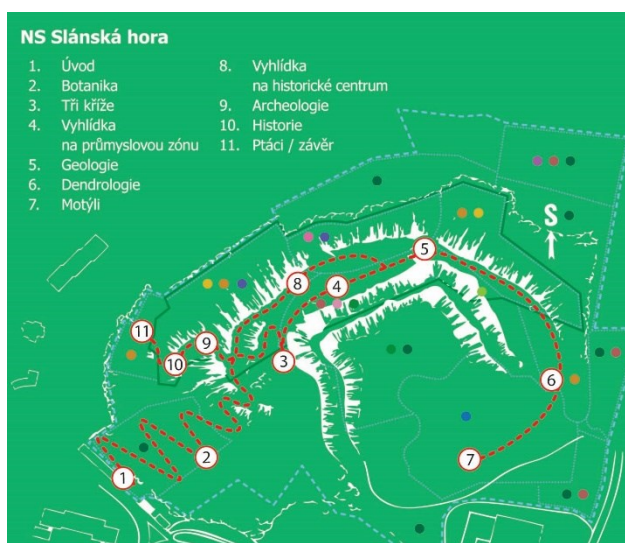 NS Slánská hora
1. Úvod
2. Botanika
3. Tři kříže
4. Vyhlídka
na průmyslovou zónu
5. Geologie
6. Dendrologie
7. Motýli
8. Vyhlídka
na historické centrum
9. Archeologie
10. Historie
11. Ptáci / závěr
S
5
8
4
11
9
10
3
6
2
7
1